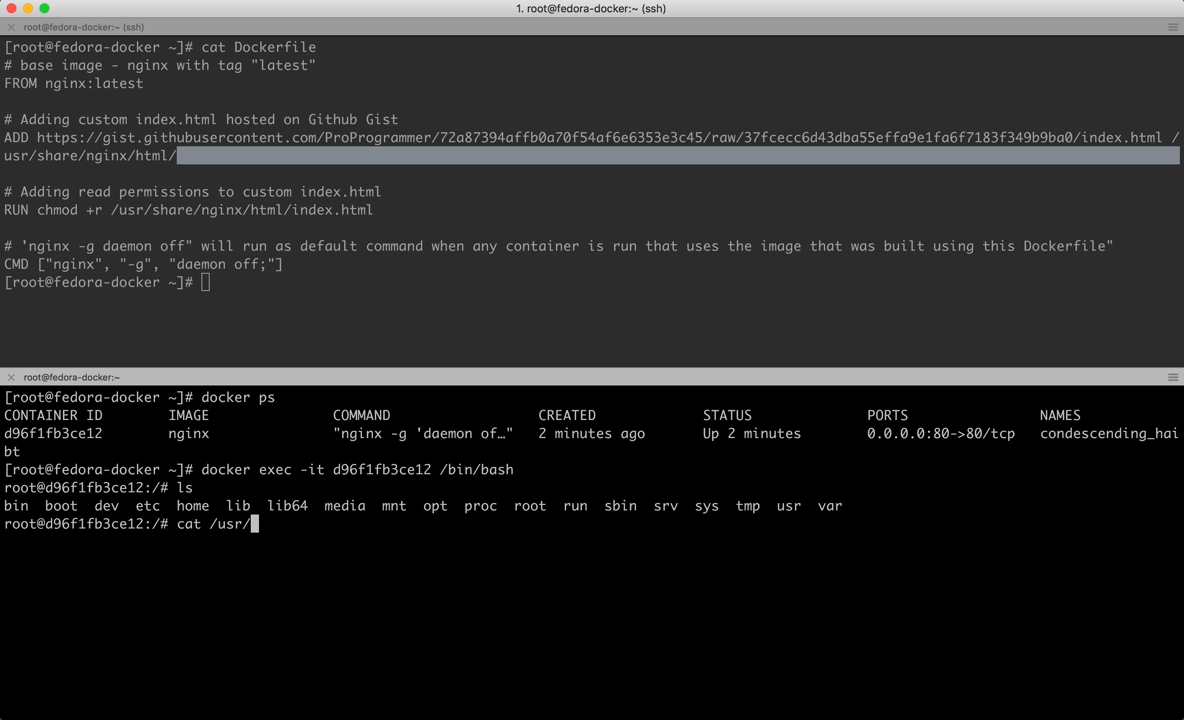 1. root@fedora-docker:~ (ssh)
root@fedora-docker:~ (ssh)
[root@fedora-docker ~]# cat Dockerfile
# base image - nginx with tag "latest"
FROM nginx:latest
# Adding custom index.html hosted on Github Gist
ADD https://gist.githubusercontent.com/ProProgrammer/72a87394affb0a70f54af6e6353e3c45/raw/37fcecc6d43dba55effa9e1fa6f7183f349b9ba0/index.html /
usr/share/nginx/html/
# Adding read permissions to custom index.html
RUN chmod +r /usr/share/nginx/html/index.html
# 'nginx -g daemon off" will run as default command when any container is run that uses the image that was built using this Dockerfile"
CMD ["nginx", "-g", "daemon off;"]
[root@fedora-docker ~]#
root@fedora-docker:~
[root@fedora-docker ~]# docker ps
CONTAINER ID IMAGE COMMAND CREATED STATUS PORTS NAMES
d96f1fb3ce12 nginx "nginx -g 'daemon of…" 2 minutes ago Up 2 minutes 0.0.0.0:80->80/tcp condescending_hai
bt
[root@fedora-docker ~]# docker exec -it d96f1fb3ce12 /bin/bash
root@d96f1fb3ce12:/# ls
bin boot dev etc home lib lib64 media mnt opt proc root run sbin srv sys tmp usr var
root@d96f1fb3ce12:/# cat /usr/